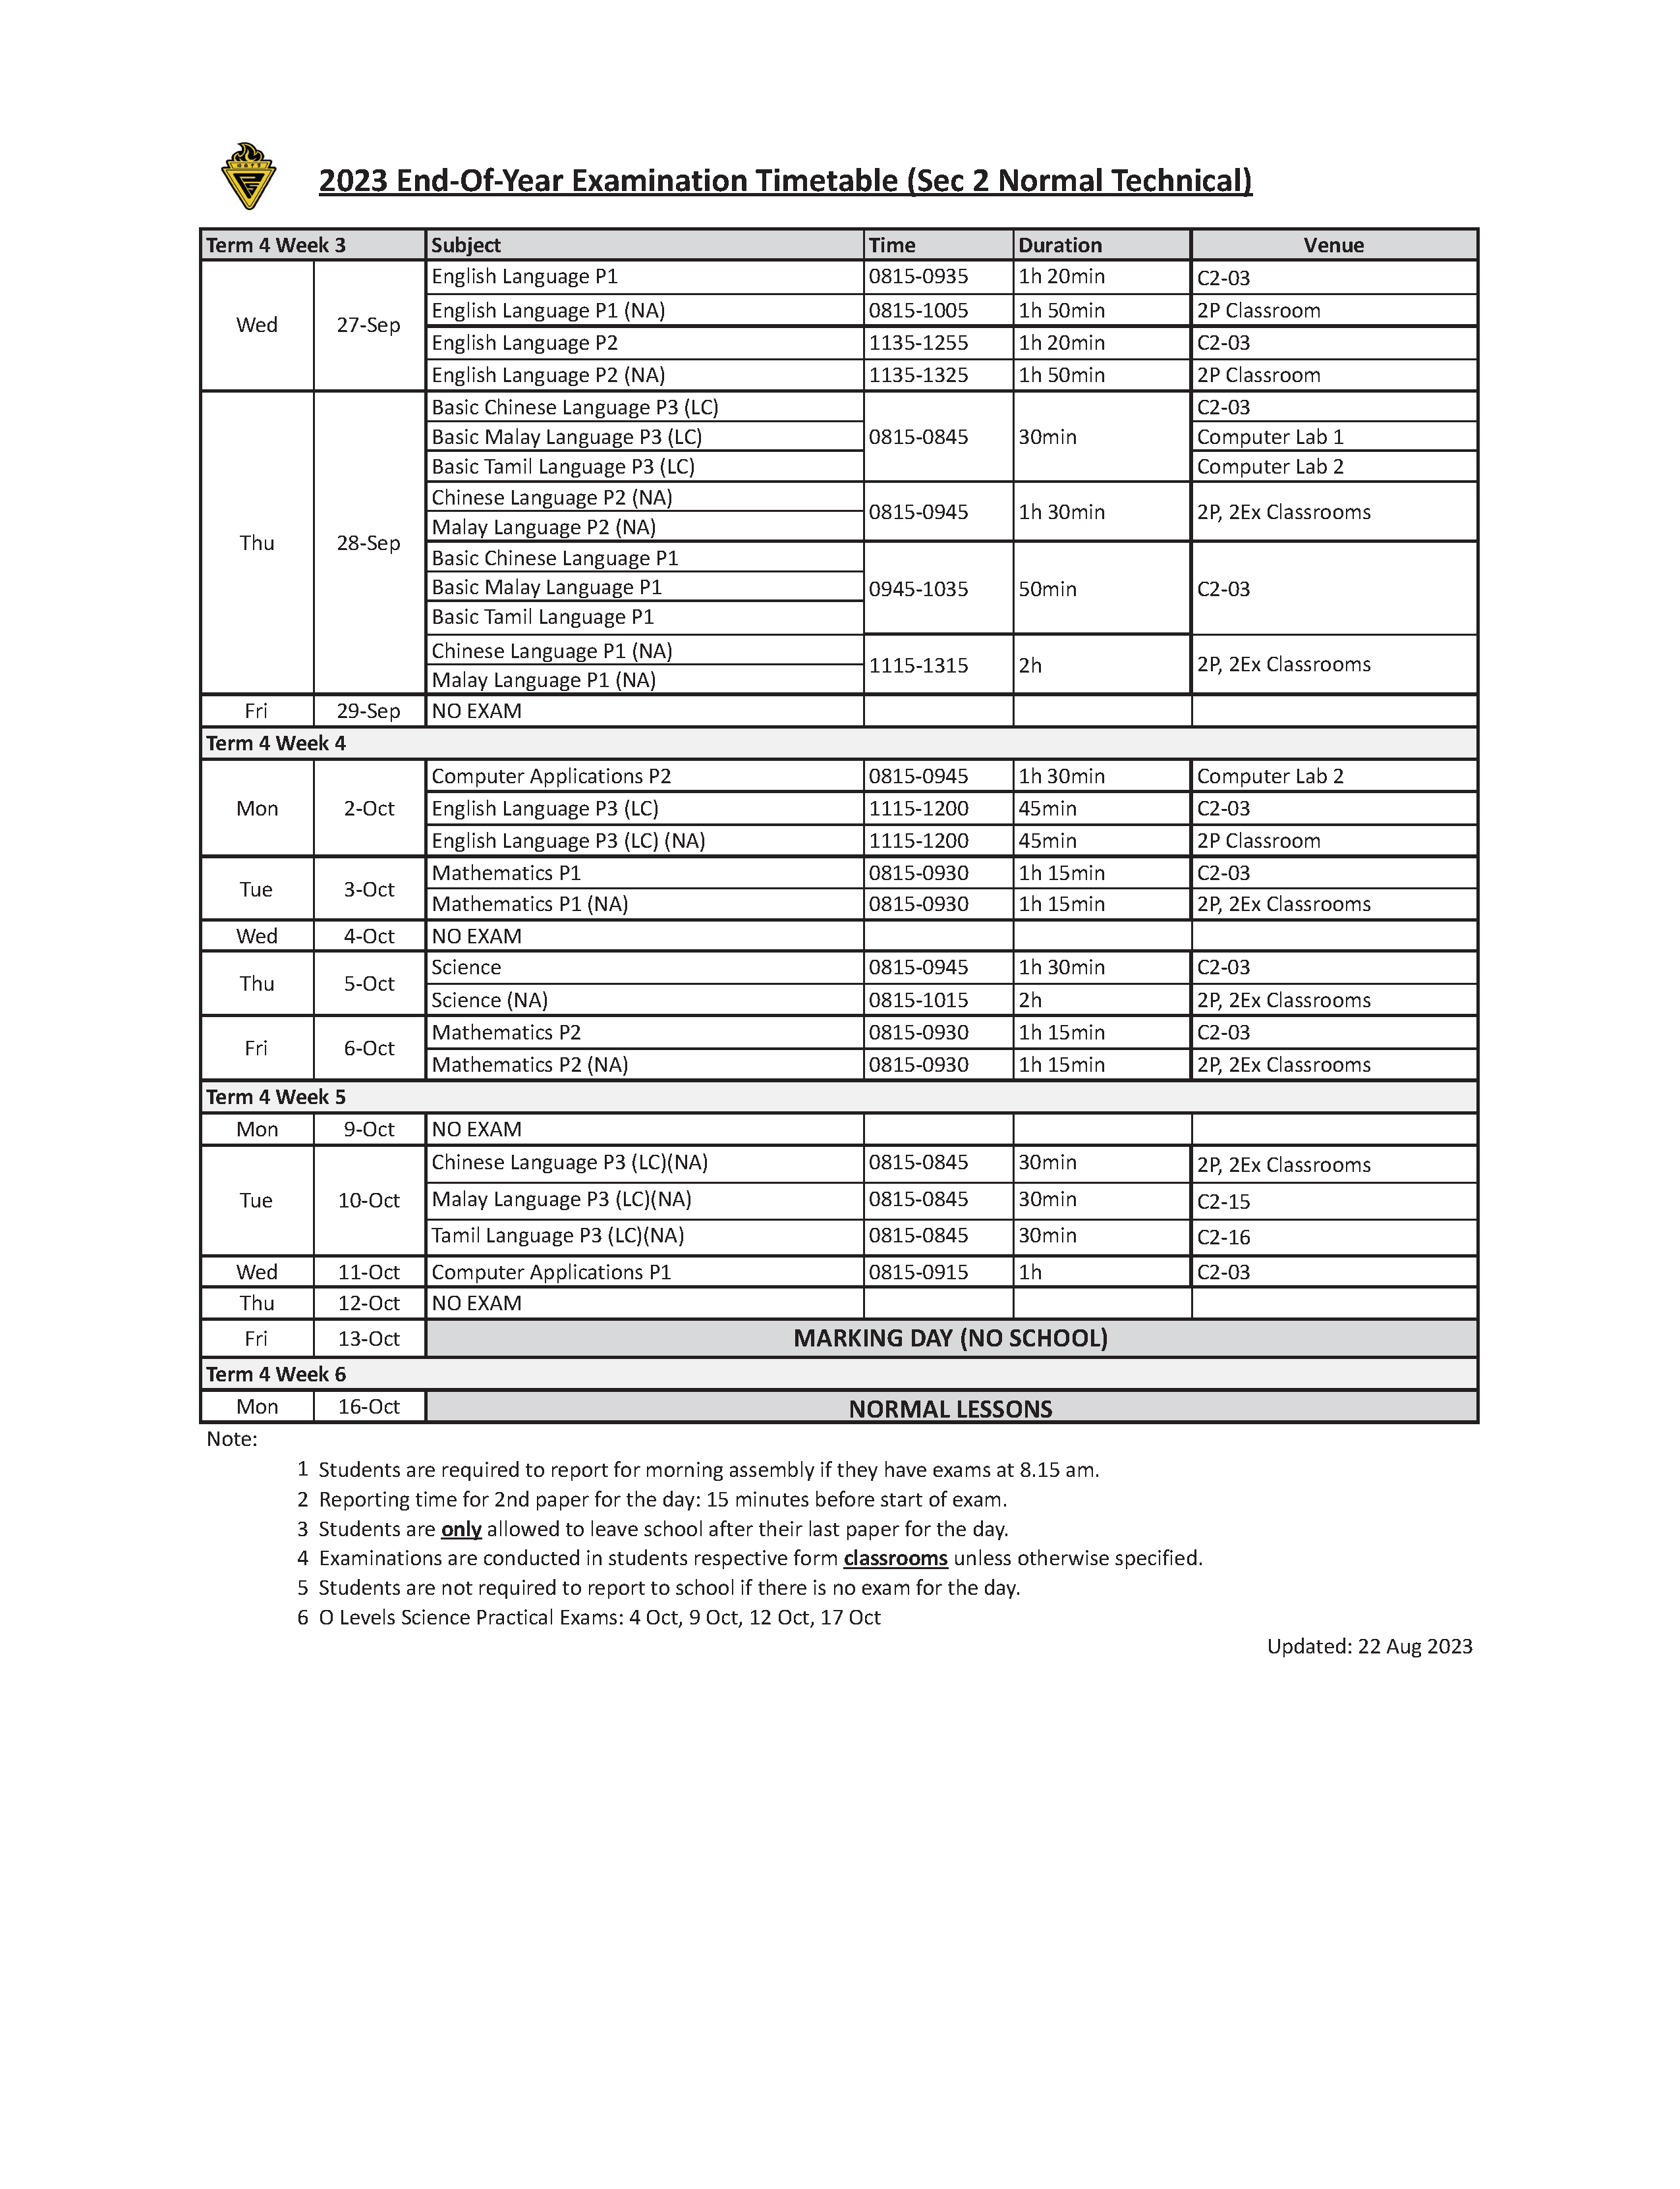 2023 End-Of-Year Examination Timetable (Sec 2 Normal Technical)
Term 4 Week 3 Subject Time Duration Venue
Wed 27-Sep
English Language P1 0815-0935 1h 20min C2-03
English Language P1 (NA) 0815-1005 1h 50min 2P Classroom
English Language P2 1135-1255 1h 20min C2-03
English Language P2 (NA) 1135-1325 1h 50min 2P Classroom
Thu 28-Sep
Basic Chinese Language P3 (LC) C2-03
Basic Malay Language P3 (LC) 0815-0845 30min Computer Lab 1
Basic Tamil Language P3 (LC) Computer Lab 2
Chinese Language P2 (NA)
0815-0945 1h 30min 2P, 2Ex Classrooms
Malay Language P2 (NA)
Basic Chinese Language P1
Basic Malay Language P1 0945-1035 50min C2-03
Basic Tamil Language P1
Chinese Language P1 (NA)
1115-1315 2h 2P, 2Ex Classrooms
Malay Language P1 (NA)
Fri 29-Sep NO EXAM
Term 4 Week 4
Mon 2-Oct
Computer Applications P2 0815-0945 1h 30min Computer Lab 2
English Language P3 (LC) 1115-1200 45min C2-03
English Language P3 (LC) (NA) 1115-1200 45min 2P Classroom
Tue 3-Oct
Mathematics P1 0815-0930 1h 15min C2-03
Mathematics P1 (NA) 0815-0930 1h 15min 2P, 2Ex Classrooms
Wed 4-Oct NO EXAM
Thu 5-Oct
Science 0815-0945 1h 30min C2-03
Science (NA) 0815-1015 2h 2P, 2Ex Classrooms
Fri 6-Oct
Mathematics P2 0815-0930 1h 15min C2-03
Mathematics P2 (NA) 0815-0930 1h 15min 2P, 2Ex Classrooms
Term 4 Week 5
Mon 9-Oct NO EXAM
Tue 10-Oct
Chinese Language P3 (LC)(NA) 0815-0845 30min 2P, 2Ex Classrooms
Malay Language P3 (LC)(NA) 0815-0845 30min C2-15
Tamil Language P3 (LC)(NA) 0815-0845 30min C2-16
Wed 11-Oct Computer Applications P1 0815-0915 1h C2-03
Thu 12-Oct NO EXAM
Fri 13-Oct MARKING DAY (NO SCHOOL)
Term 4 Week 6
Mon 16-Oct NORMAL LESSONS
Note:
1 Students are required to report for morning assembly if they have exams at 8.15 am.
2 Reporting time for 2nd paper for the day: 15 minutes before start of exam.
3 Students are only allowed to leave school after their last paper for the day.
4 Examinations are conducted in students respective form classrooms unless otherwise specified.
5 Students are not required to report to school if there is no exam for the day.
6 O Levels Science Practical Exams: 4 Oct, 9 Oct, 12 Oct, 17 Oct
Updated: 22 Aug 2023